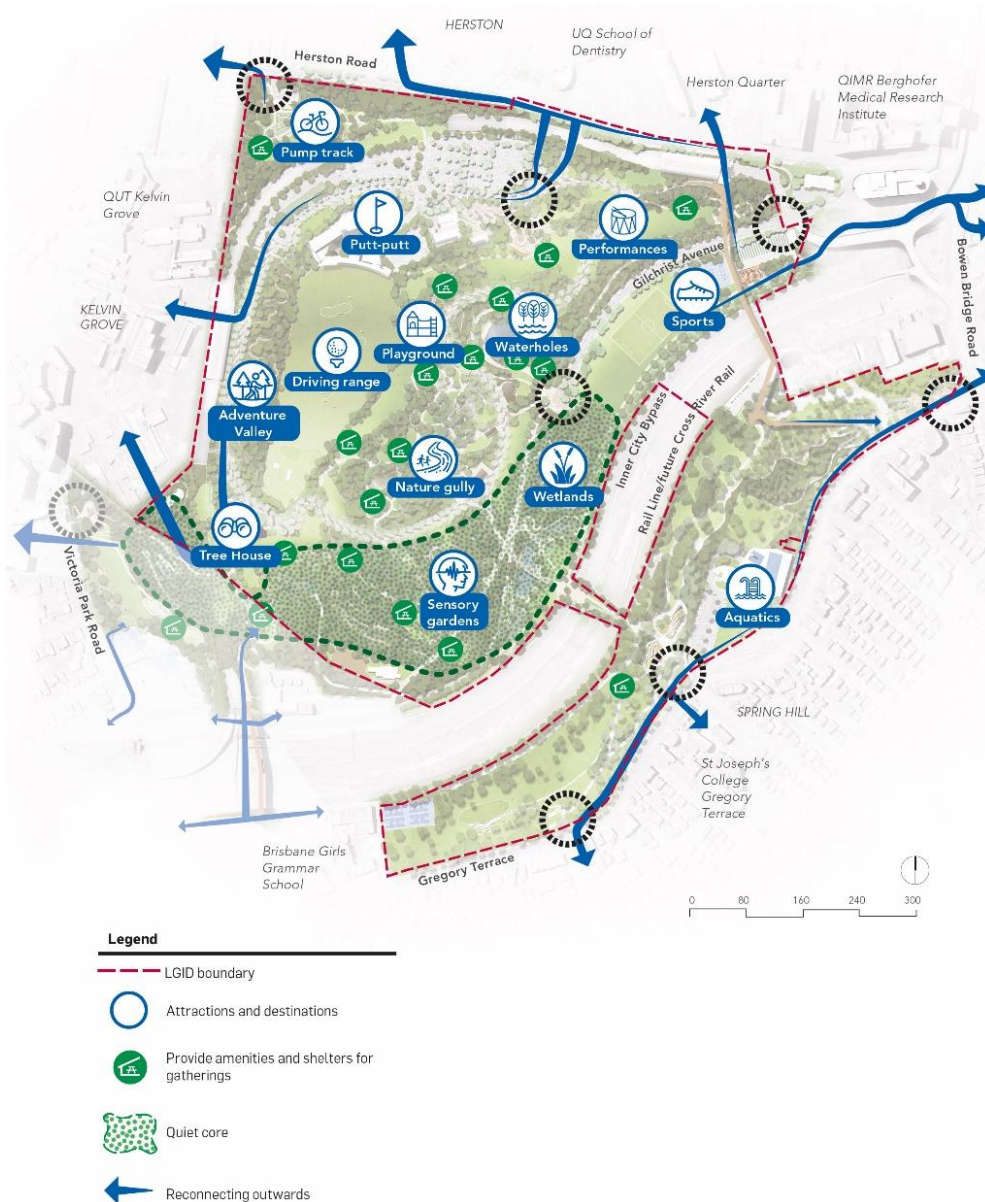 HERSTON
UQ School of
Dentistry
Herston Road
Herston Quarter
QIMR Berghofer
Medical Research
Institute
Pump track
QUT Kelvin
Grove
Putt-putt
Performances
Gilchrist Avenue
Bowen Bridge Road
KELVIN
GROVE
Sports
Playground
Waterholes
Driving range
Adventure
Valley
Inner City Bypass
Rail Line/future Cross River Rail
Nature gully
Wetlands
Tree House
Victoria Park Road
Sensory
gardens
Aquatics
SPRING HILL
St Joseph's
College
Gregory
Terrace
Brisbane Girls
Grammar
School
Gregory Terrace
0 80 160 240 300
Legend
LGID boundary
Attractions and destinations
Provide amenities and shelters for
gatherings
Quiet core
Reconnecting outwards